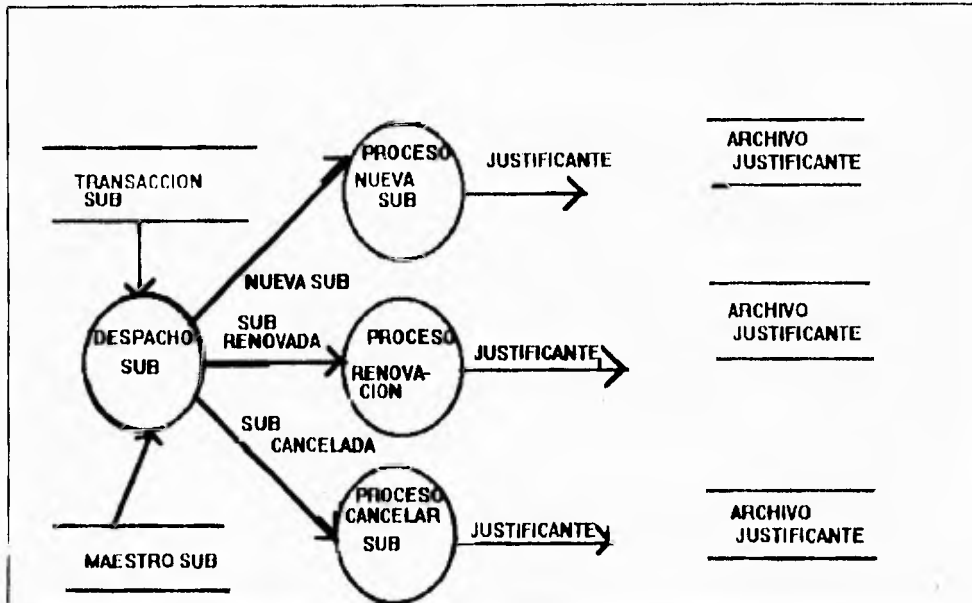 PROCESO
NUEVA
SUB
JUSTIFICANTE
ARCHIVO
JUSTIFICANTE
TRANSACCION
SUB
NUEVA SUB
DESPACHO
SUB
SUB
RENOVADA
PROCESO
RENOVA-
CION
JUSTIFICANTE
ARCHIVO
JUSTIFICANTE
SUB
CANCELADA
PROCESO
CANCELAR
SUB
JUSTIFICANTE
ARCHIVO
JUSTIFICANTE
MAESTRO SUB